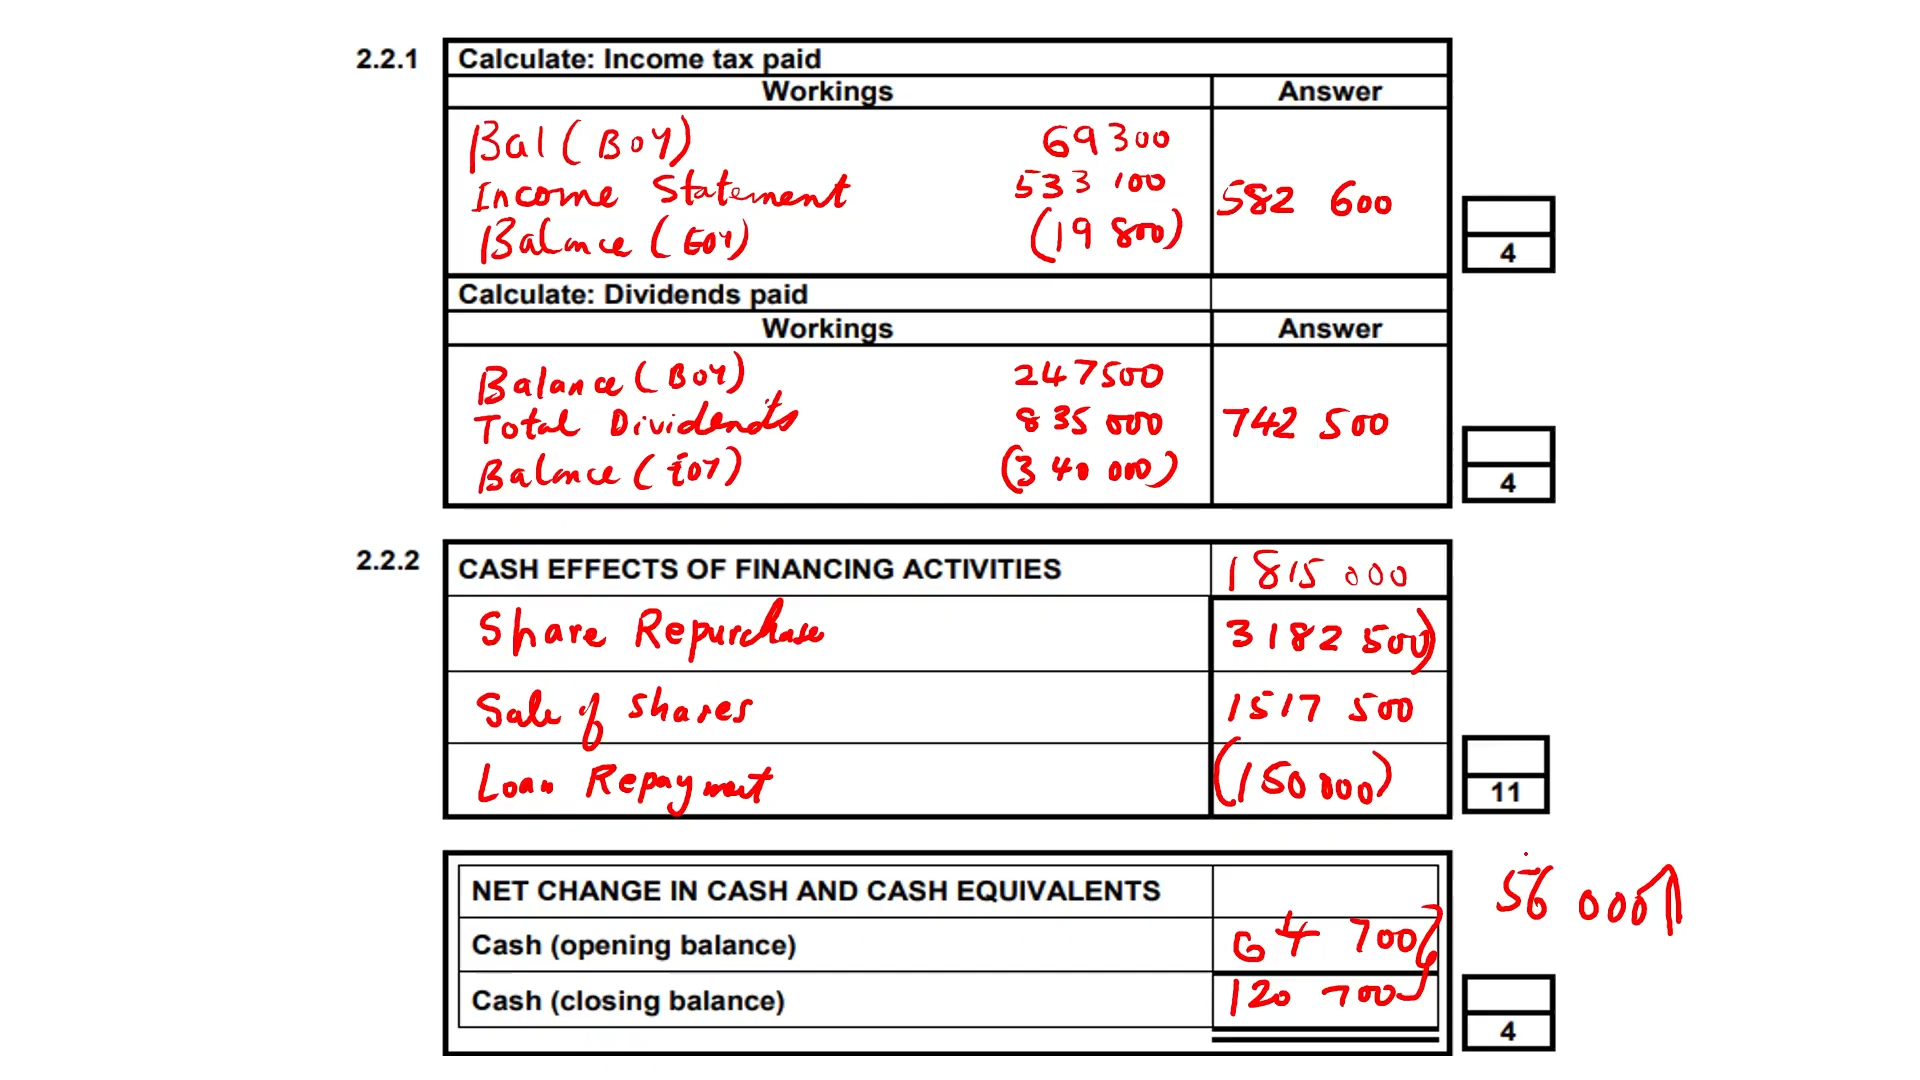 2.2.1 Calculate: Income tax paid
Workings Answer
Bal (BOY) 69 300
Income Statement 533 100 582 600
Balance (EOY) (19 800)
4
Calculate: Dividends paid
Workings Answer
Balance (BOY) 247500
Total Dividends 835 000 742 500
Balance (EOY) (340 000)
4
2.2.2 CASH EFFECTS OF FINANCING ACTIVITIES 1 815 000
Share Repurchase 3 182 500)
Sale of shares 1517 500
Loan Repayment (150 000)
11
NET CHANGE IN CASH AND CASH EQUIVALENTS 56 000↑
Cash (opening balance) 64 700
Cash (closing balance) 120 700
4